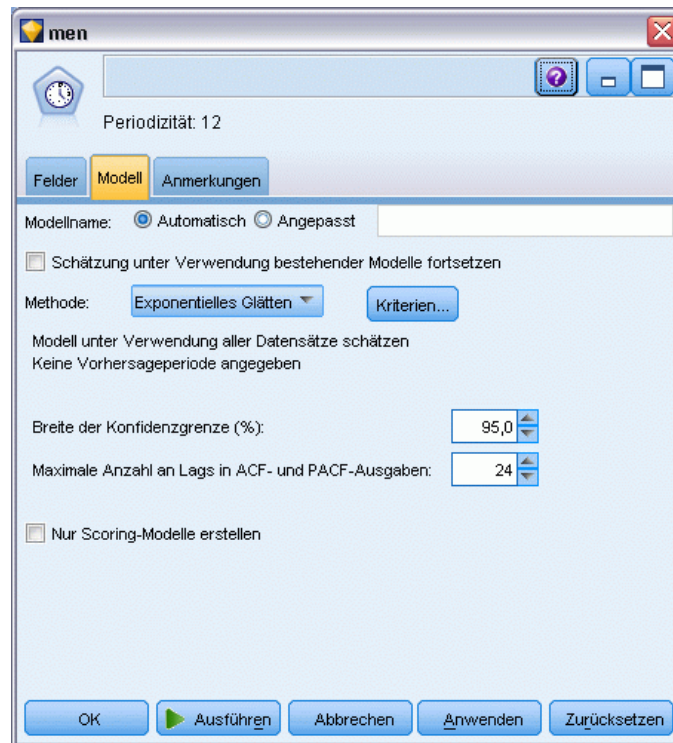 men
Periodizität: 12
Felder Modell Anmerkungen
Modellname: Automatisch Angepasst
Schätzung unter Verwendung bestehender Modelle fortsetzen
Methode: Exponentielles Glätten Kriterien...
Modell unter Verwendung aller Datensätze schätzen
Keine Vorhersageperiode angegeben
Breite der Konfidenzgrenze (%): 95,0
Maximale Anzahl an Lags in ACF- und PACF-Ausgaben: 24
Nur Scoring-Modelle erstellen
OK Ausführen Abbrechen Anwenden Zurücksetzen